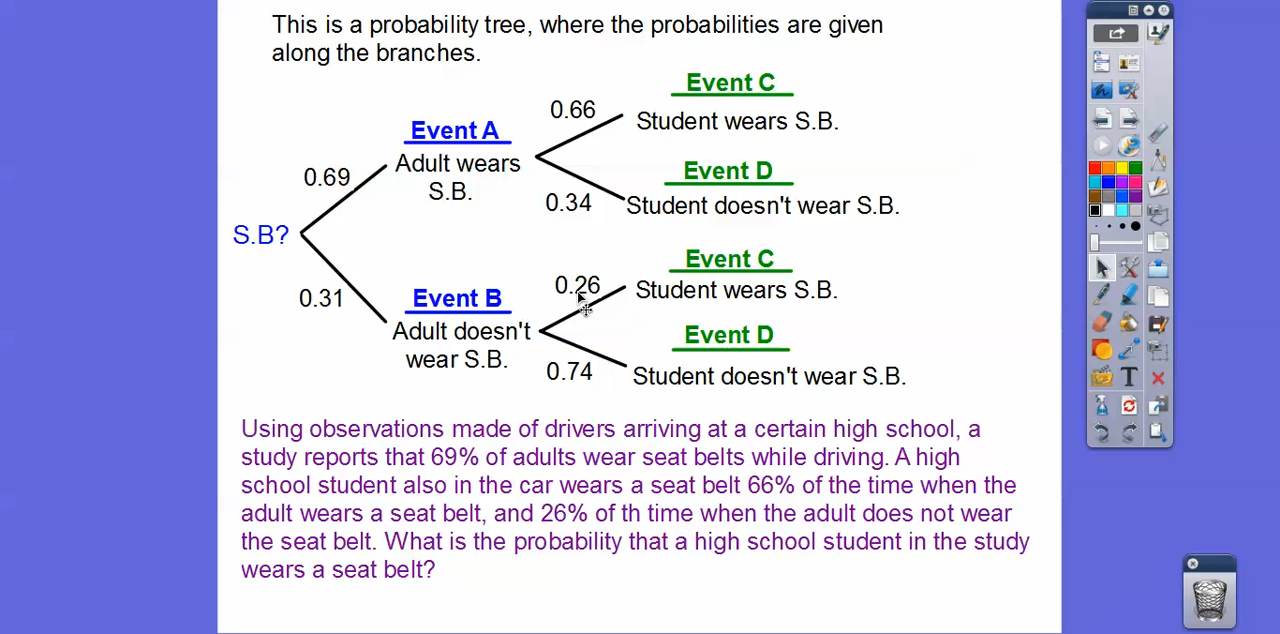 This is a probability tree, where the probabilities are given
along the branches.
Event C
0.66
Student wears S.B.
Event A
Adult wears
S.B.
0.69
Event D
0.34
Student doesn't wear S.B.
S.B?
Event C
0.26
Student wears S.B.
0.31
Event B
Adult doesn't
wear S.B.
Event D
0.74
Student doesn't wear S.B.
Using observations made of drivers arriving at a certain high school, a
study reports that 69% of adults wear seat belts while driving. A high
school student also in the car wears a seat belt 66% of the time when the
adult wears a seat belt, and 26% of th time when the adult does not wear
the seat belt. What is the probability that a high school student in the study
wears a seat belt?